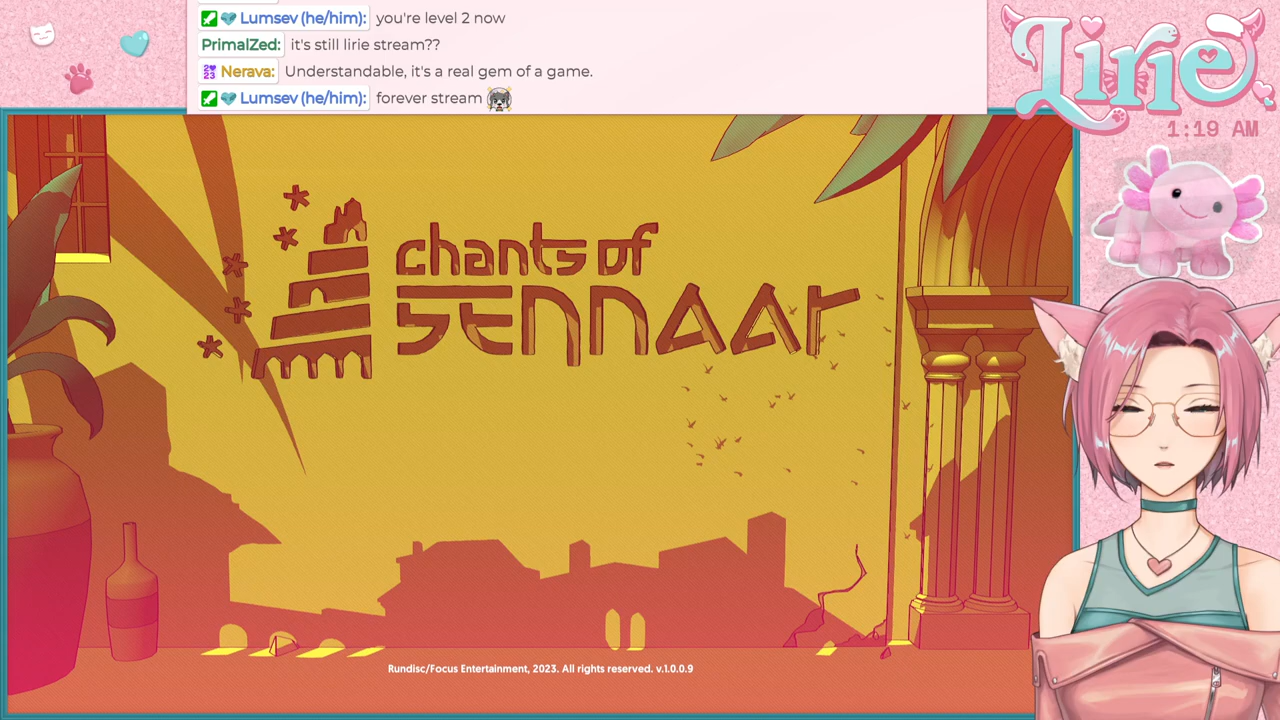 Lumsev (he/him): you're level 2 now
PrimalZed: it's still lirie stream??
2023 Nerava: Understandable, it's a real gem of a game.
Lumsev (he/him): forever stream
Lirie
1:19 AM
chants of
SENNAAR
Rundisc/Focus Entertainment, 2023. All rights reserved. v.1.0.0.9